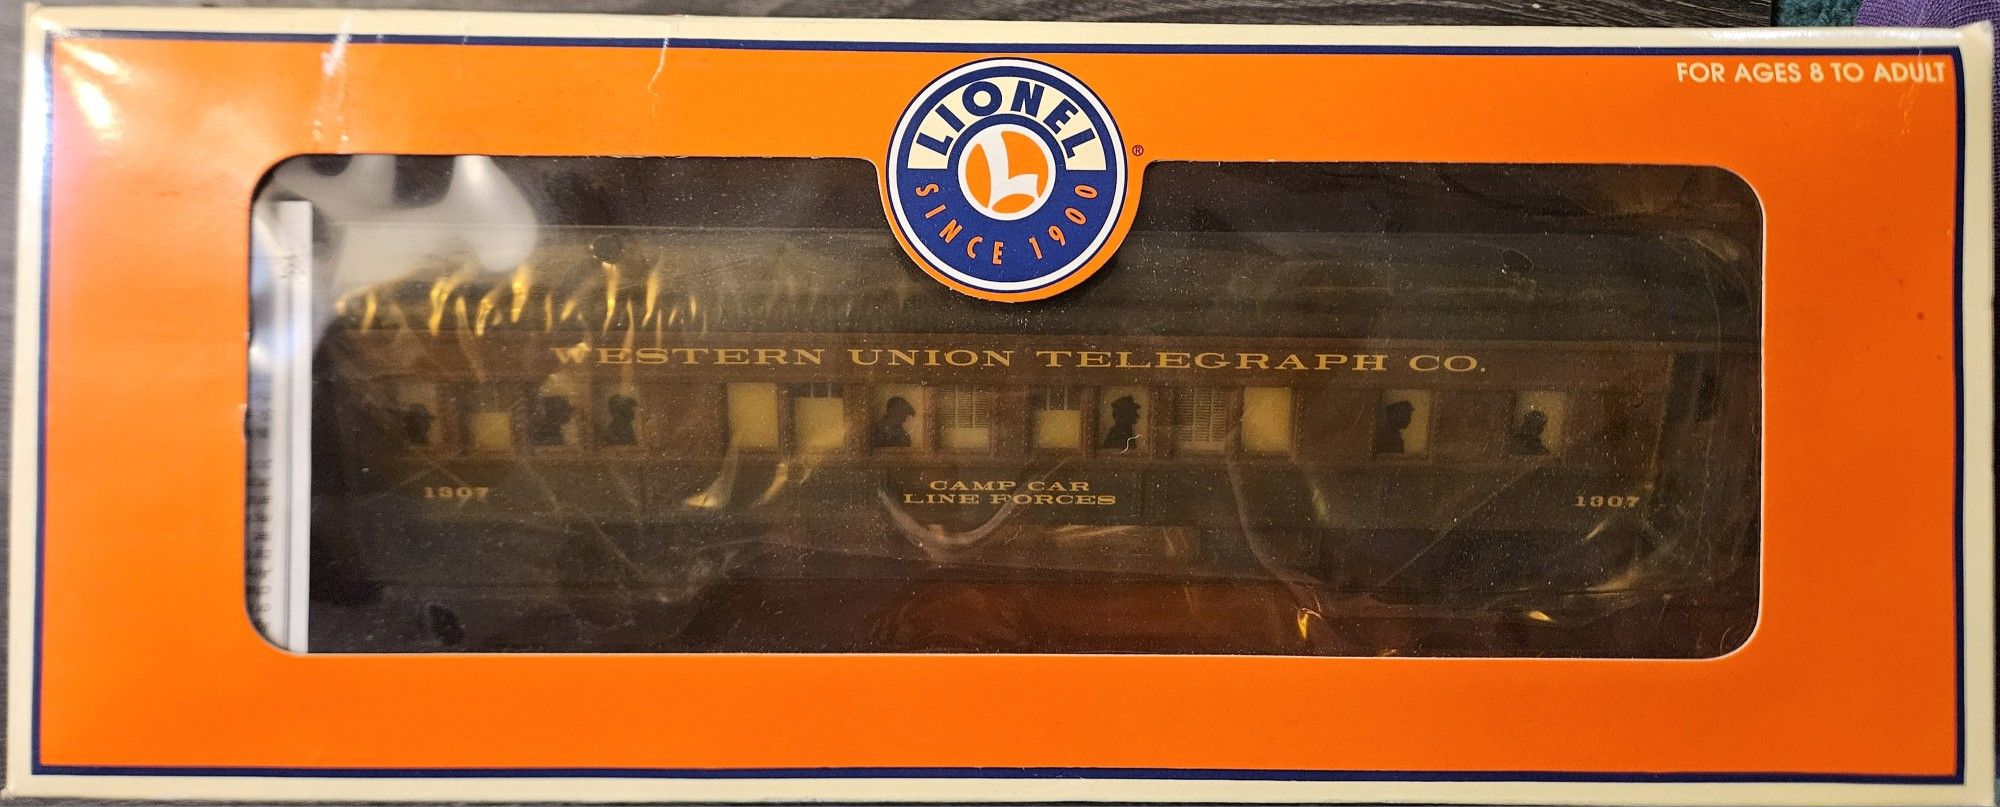 FOR AGES 8 TO ADULT
LIONEL
L
SINCE 1900
®
WESTERN UNION TELEGRAPH CO.
1307
CAMP CAR
LINE FORCES
1307